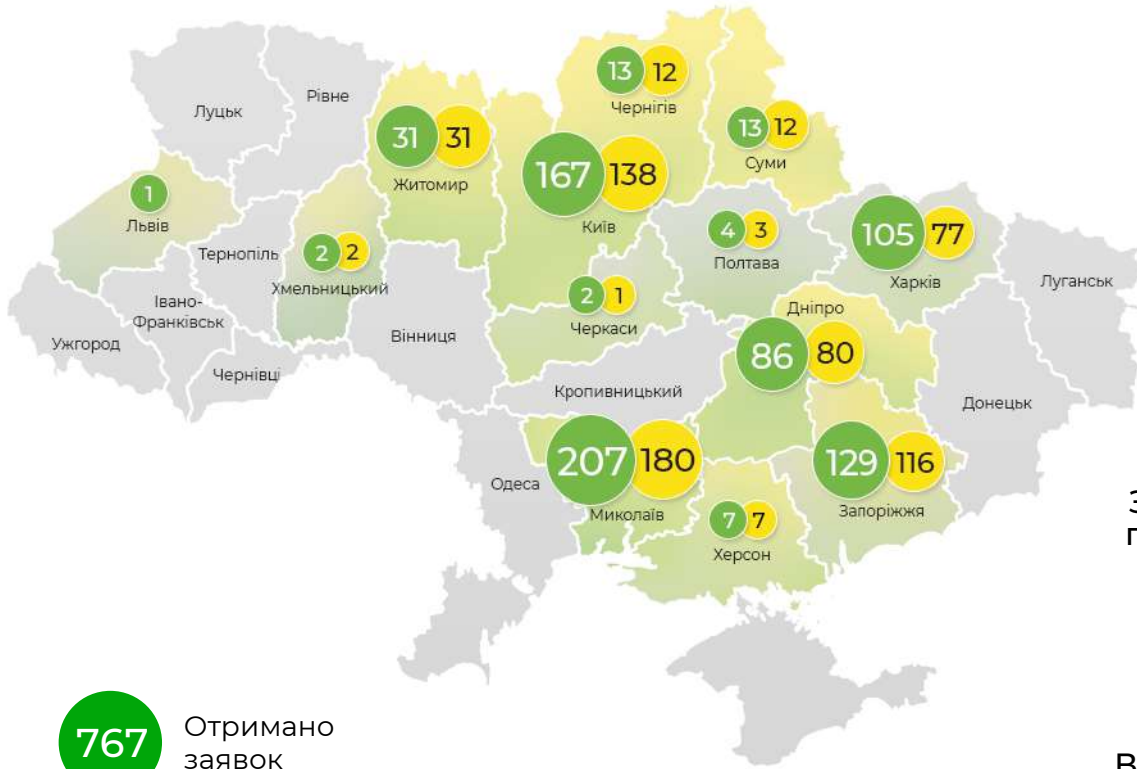 13 12
Чернігів
Рівне
Луцьк
31 31
Житомир
13 12
Суми
167 138
Київ
1
Львів
4 3
Полтава
105 77
Харків
Тернопіль
2 2
Хмельницький
Луганськ
Івано-
Франківськ
2 1
Черкаси
Дніпро
86 80
Ужгород
Вінниця
Чернівці
Кропивницький
Донецьк
207 180
Миколаїв
129 116
Запоріжжя
Одеса
7 7
Херсон
767
Отримано
заявок